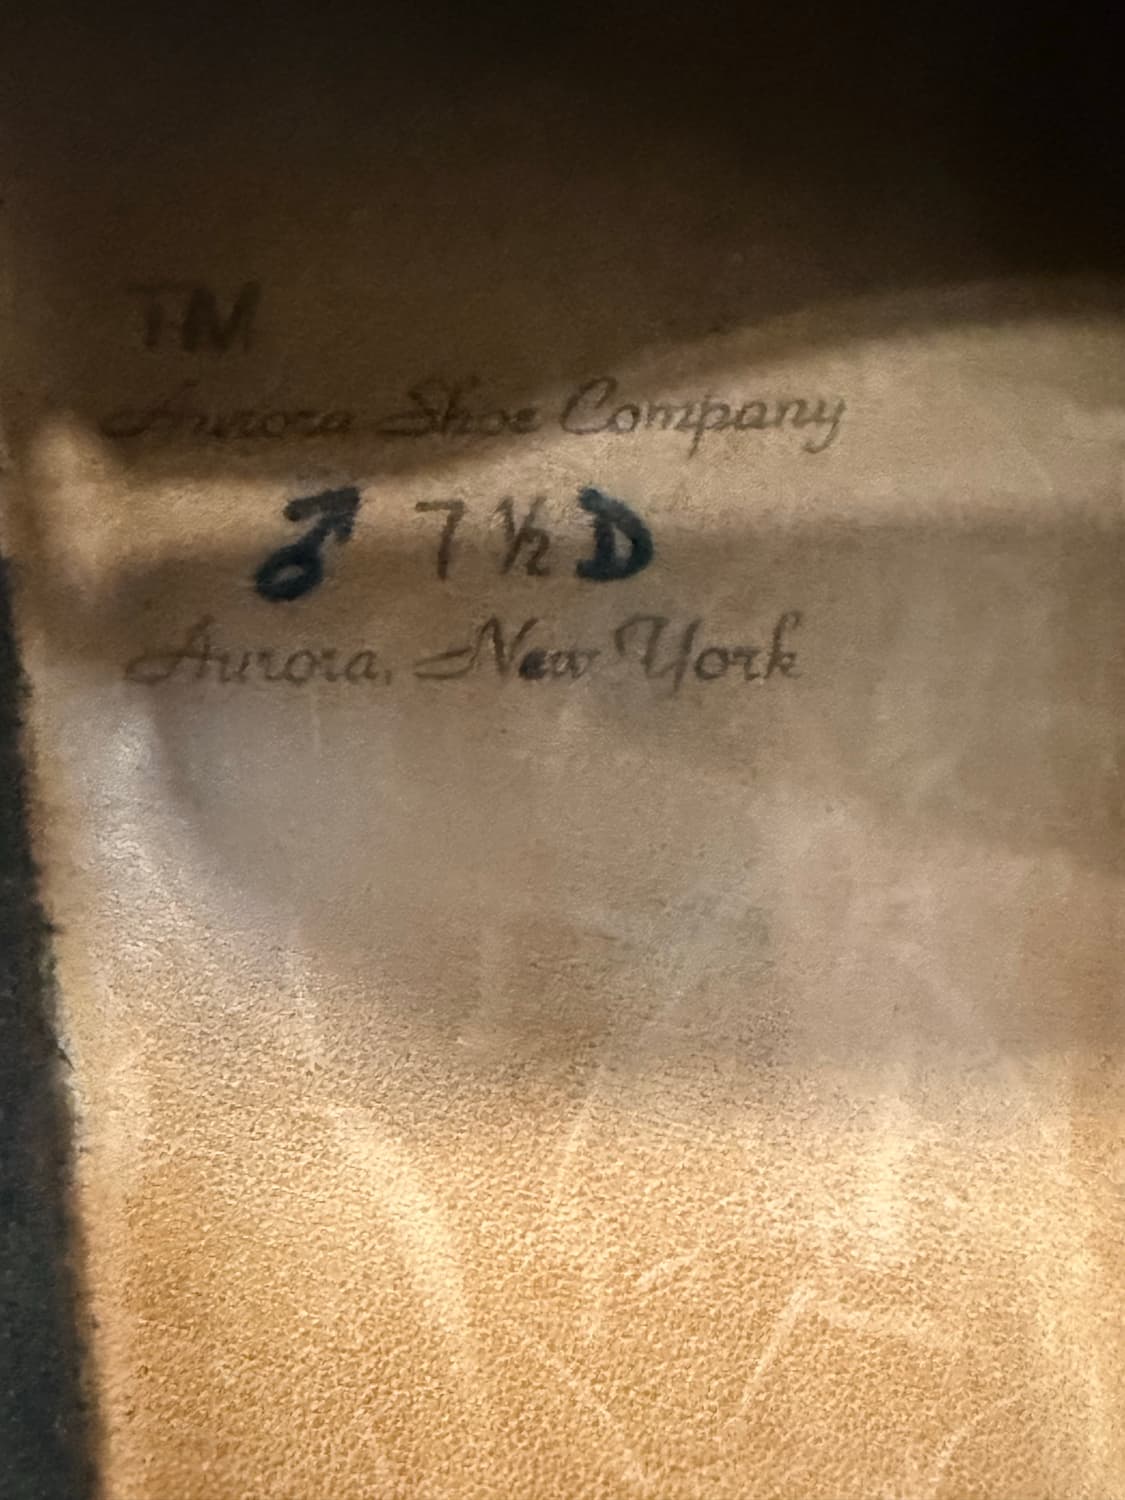 TM
Aurora Shoe Company
♂ 7 ½ D
Aurora, New York